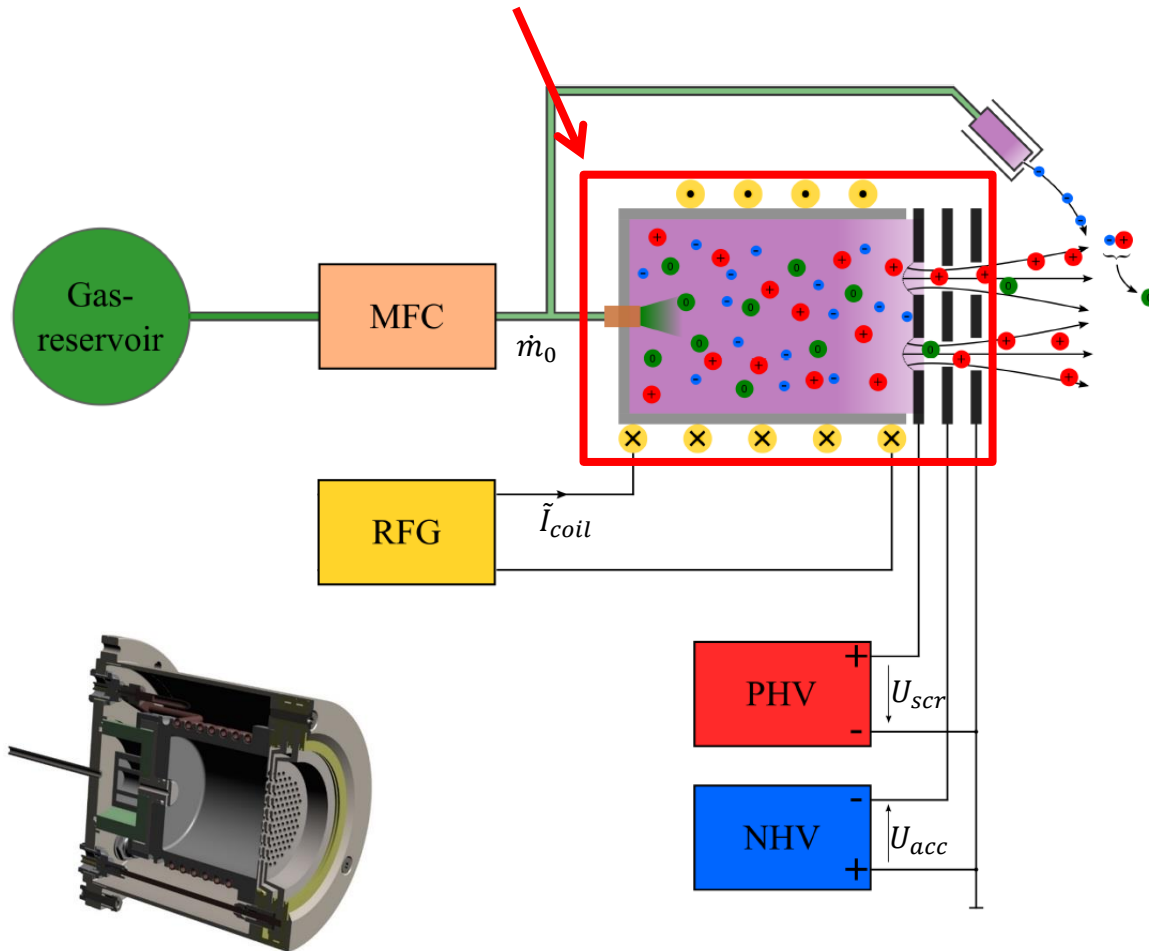 Gas-
reservoir
MFC
ṁ₀
RFG
Ĩ_coil
PHV
+
-
U_scr
NHV
-
+
U_acc